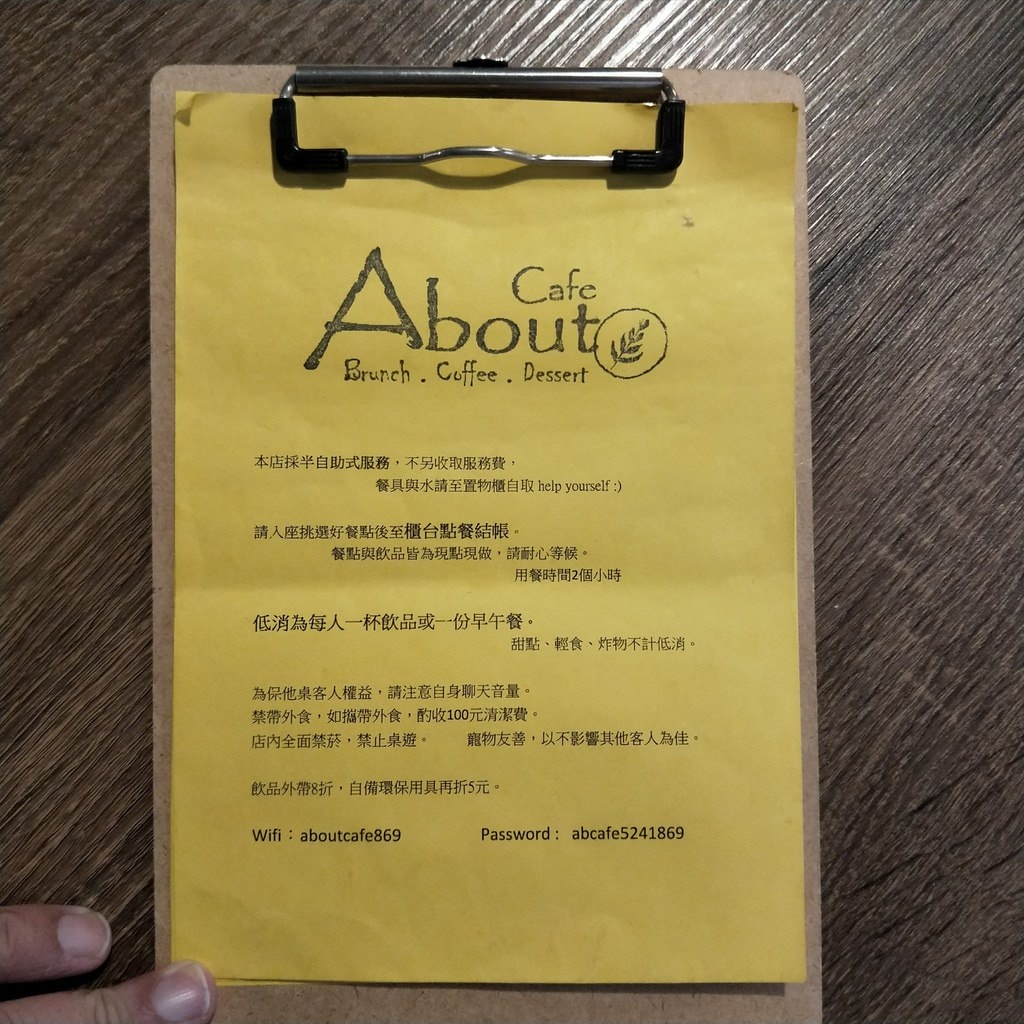 Cafe
About
Brunch . Coffee . Dessert
本店採半自助式服務，不另收取服務費，
餐具與水請至置物櫃自取 help yourself :)
請入座挑選好餐點後至櫃台點餐結帳。
餐點與飲品皆為現點現做，請耐心等候。
用餐時間2個小時
低消為每人一杯飲品或一份早午餐。
甜點、輕食、炸物不計低消。
為保他桌客人權益，請注意自身聊天音量。
禁帶外食，如攜帶外食，酌收100元清潔費。
店內全面禁菸，禁止桌遊。 寵物友善，以不影響其他客人為佳。
飲品外帶8折，自備環保用具再折5元。
Wifi：aboutcafe869 Password : abcafe5241869